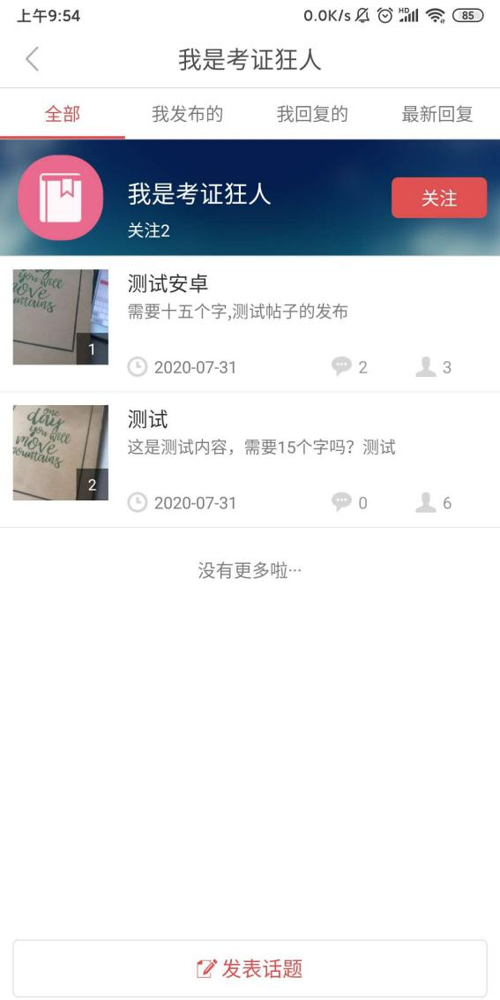 上午9:54
0.0K/s
HD
85
我是考证狂人
全部 我发布的 我回复的 最新回复
我是考证狂人
关注
关注2
day
you will
move
mountains
1
测试安卓
需要十五个字,测试帖子的发布
2020-07-31 2 3
one
day
you will
move
mountains
2
测试
这是测试内容，需要15个字吗？测试
2020-07-31 0 6
没有更多啦...
发表话题